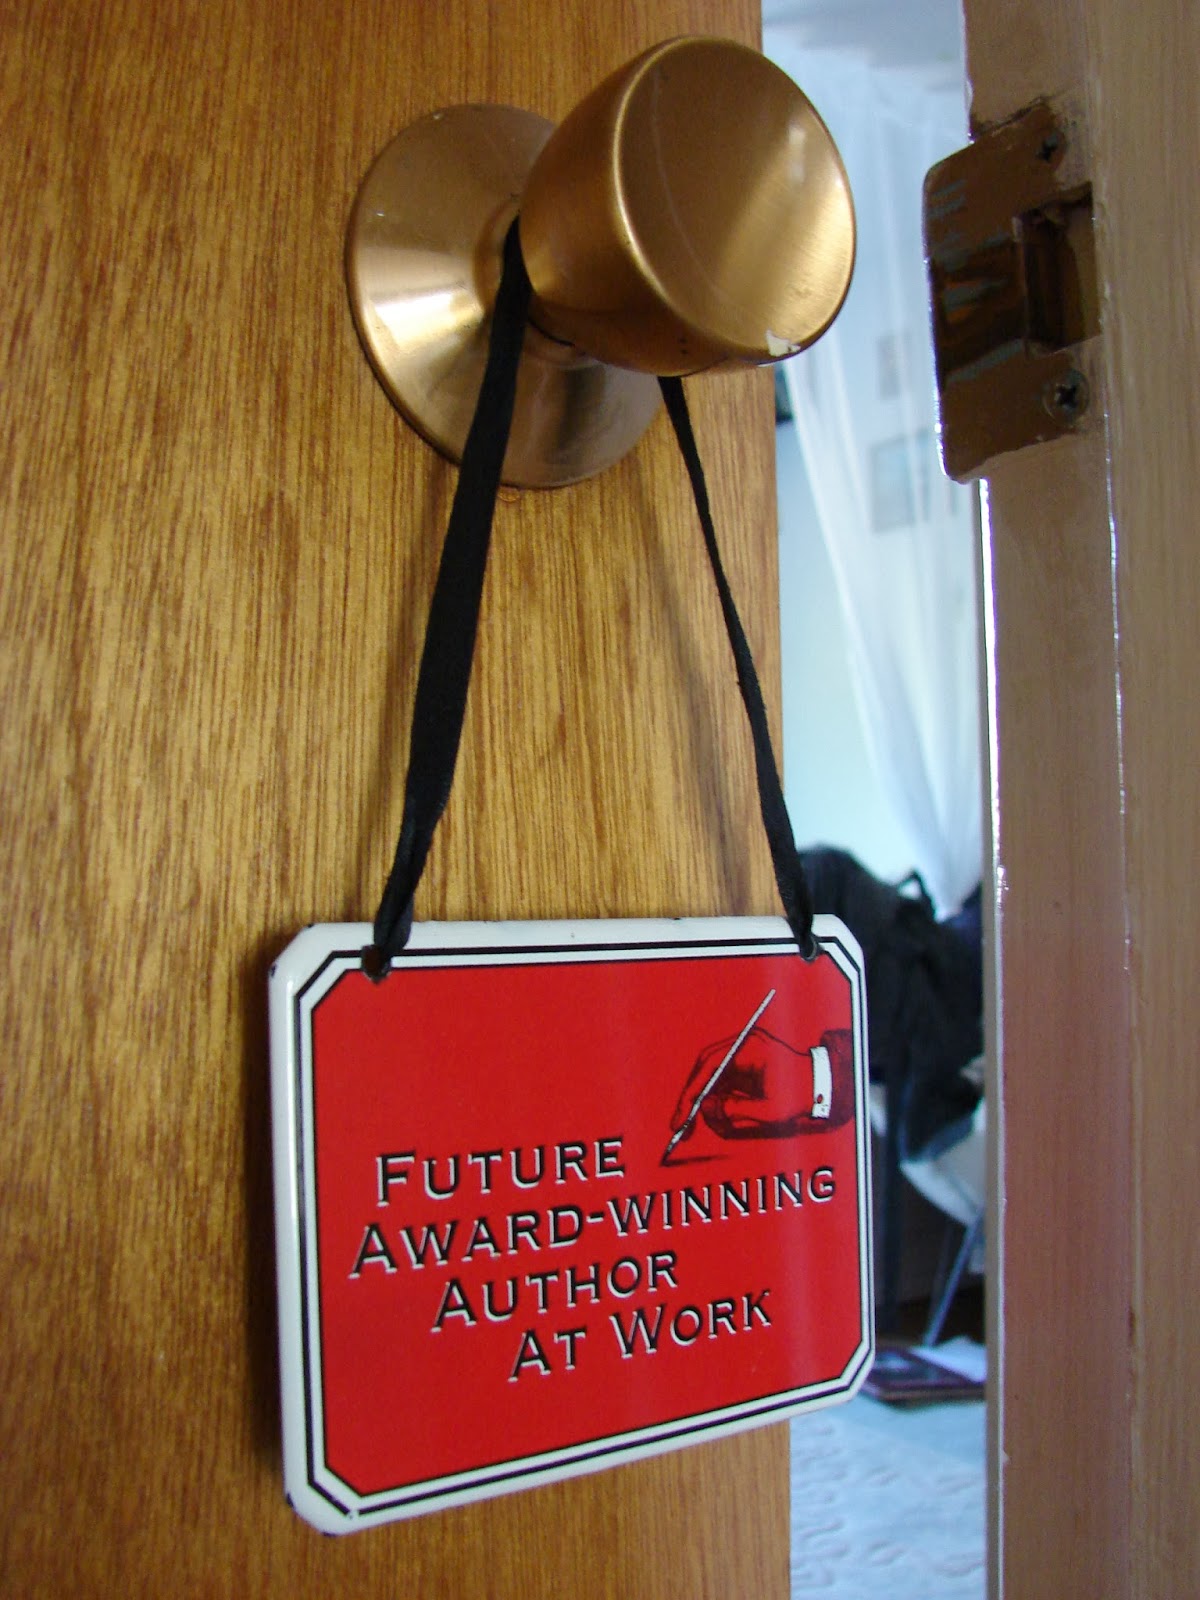 Future
Award-winning
Author
at Work